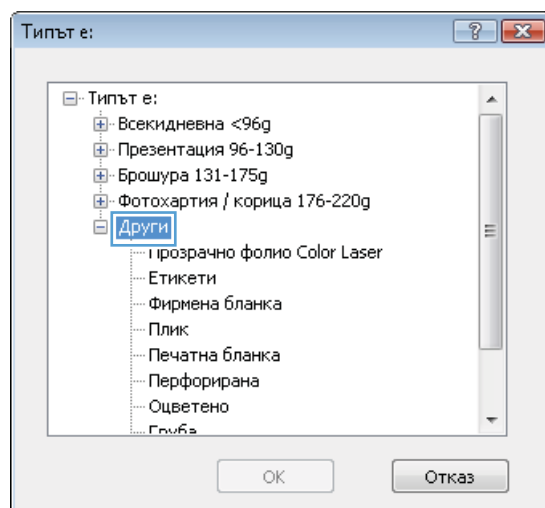 Типът е:
Типът е:
Всекидневна <96g
Презентация 96-130g
Брошура 131-175g
Фотохартия / корица 176-220g
Други
Прозрачно фолио Color Laser
Етикети
Фирмена бланка
Плик
Печатна бланка
Перфорирана
Оцветено
Груба
OK
Отказ